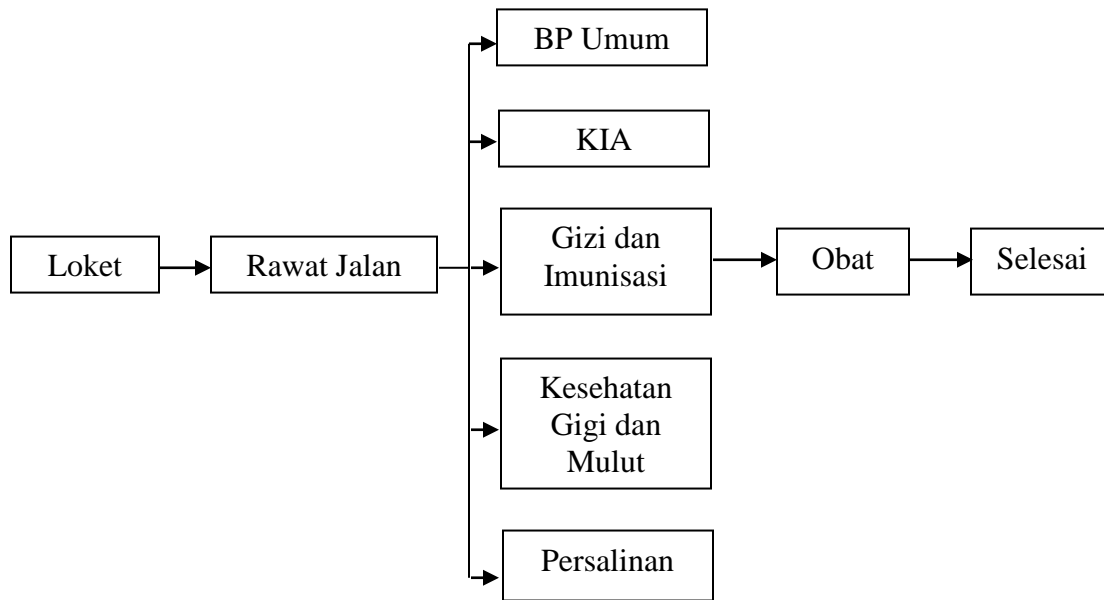 BP Umum
KIA
Loket
Rawat Jalan
Gizi dan
Imunisasi
Obat
Selesai
Kesehatan
Gigi dan
Mulut
Persalinan